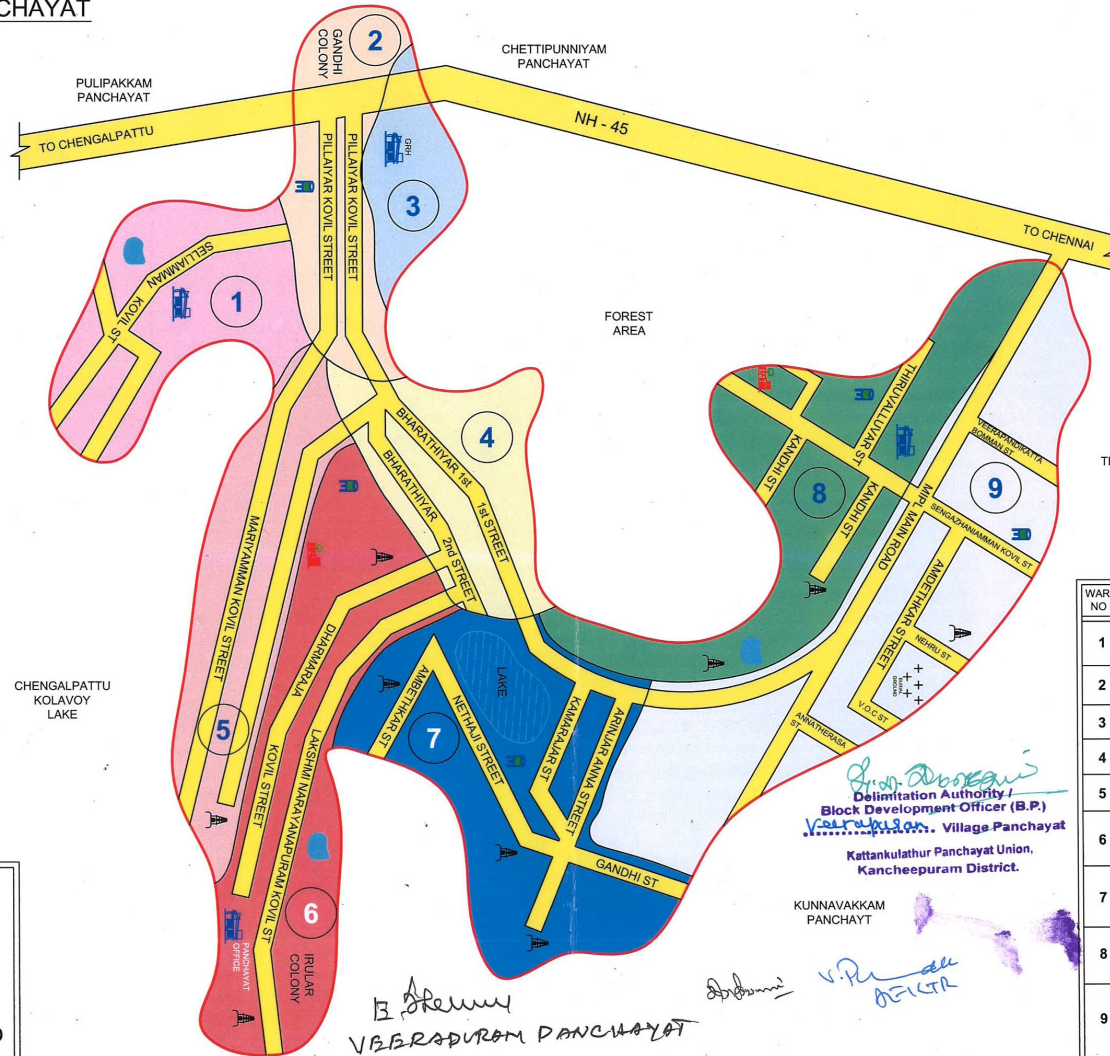 CHAYAT
PULIPAKKAM
PANCHAYAT
GANDHI
COLONY
2
CHETTIPUNNIYAM
PANCHAYAT
TO CHENGALPATTU
NH - 45
TO CHENNAI
PILLAIYAR KOVIL STREET
PILLAIYAR KOVIL STREET
GRH
3
SELLIAMMAN
KOVIL ST
1
FOREST
AREA
4
BHARATHIYAR 1st
1st STREET
BHARATHIYAR
2nd STREET
THIRUVALLUVAR ST
KANDHI ST
KANDHI ST
8
VEERAPANDIKATTA
BOMMAN ST
9
TH
MIPL MAIN ROAD
SENGAZHANIAMMAN KOVIL ST
AMDETHKAR STREET
NEHRU ST
BURIAL
GROUND
V.O.C ST
ANNATHERASA
ST
MARIYAMMAN KOVIL STREET
5
DHARMARAJA
KOVIL STREET
LAKSHMI NARAYANAPURAM KOVIL ST
CHENGALPATTU
KOLAVOY
LAKE
LAKE
AMBETHKAR ST
NETHAJI STREET
7
KAMARAJAR ST
ARINJAR ANNA STREET
GANDHI ST
6
IRULAR
COLONY
PANCHAYAT
OFFICE
Delimitation Authority /
Block Development Officer (B.P.)
Veerapuram Village Panchayat
Kattankulathur Panchayat Union,
Kancheepuram District.
KUNNAVAKKAM
PANCHAYT
VEERAPURAM PANCHAYAT
WAR
NO
1
2
3
4
5
6
7
8
9